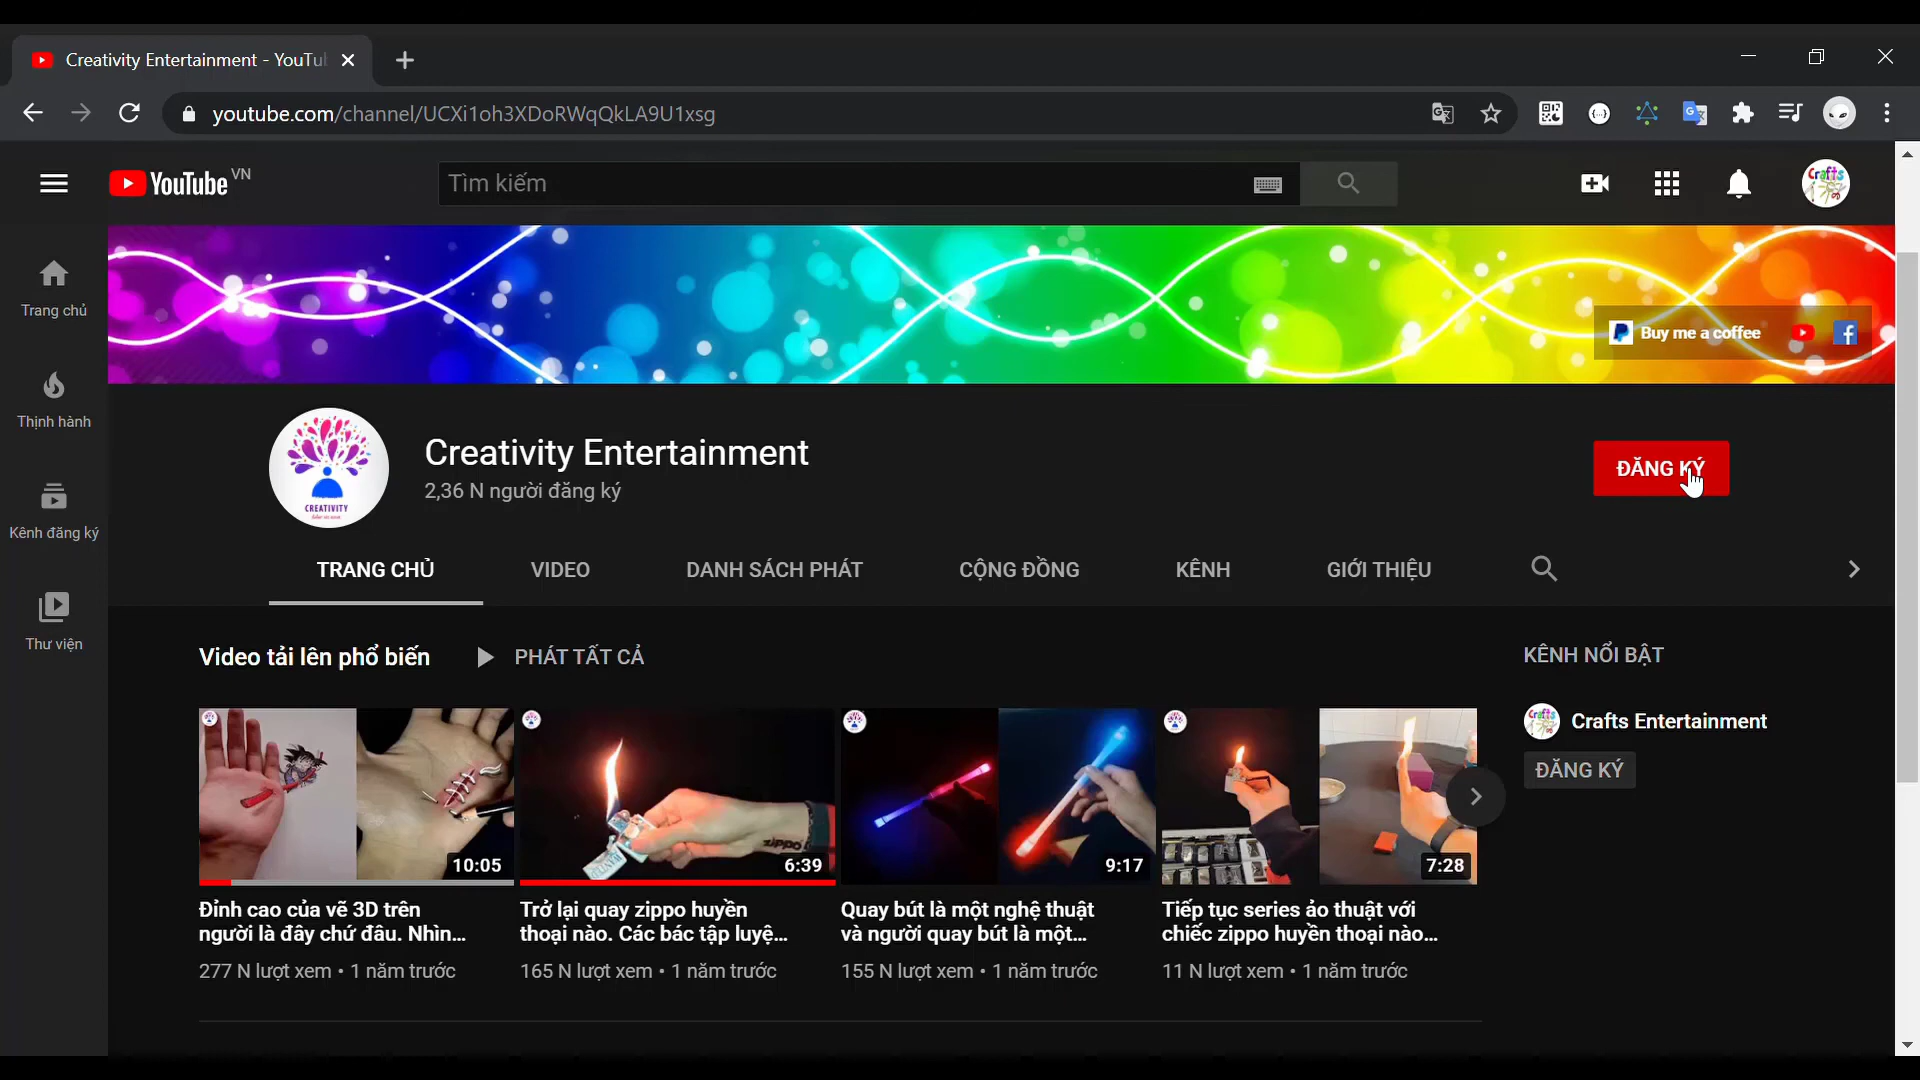 Creativity Entertainment - YouTu
youtube.com/channel/UCXi1oh3XDoRWqQkLA9U1xsg
YouTube VN
Tìm kiếm
Crafts
Trang chủ
Thịnh hành
Kênh đăng ký
Thư viện
Buy me a coffee
CREATIVITY
Creativity Entertainment
2,36 N người đăng ký
ĐĂNG KÝ
TRANG CHỦ
VIDEO
DANH SÁCH PHÁT
CỘNG ĐỒNG
KÊNH
GIỚI THIỆU
Video tải lên phổ biến
PHÁT TẤT CẢ
10:05
6:39
9:17
7:28
Đỉnh cao của vẽ 3D trên
người là đây chứ đâu. Nhìn...
277 N lượt xem • 1 năm trước
Trở lại quay zippo huyền
thoại nào. Các bác tập luyệ...
165 N lượt xem • 1 năm trước
Quay bút là một nghệ thuật
và người quay bút là một...
155 N lượt xem • 1 năm trước
Tiếp tục series ảo thuật với
chiếc zippo huyền thoại nào...
11 N lượt xem • 1 năm trước
KÊNH NỔI BẬT
Crafts Entertainment
ĐĂNG KÝ